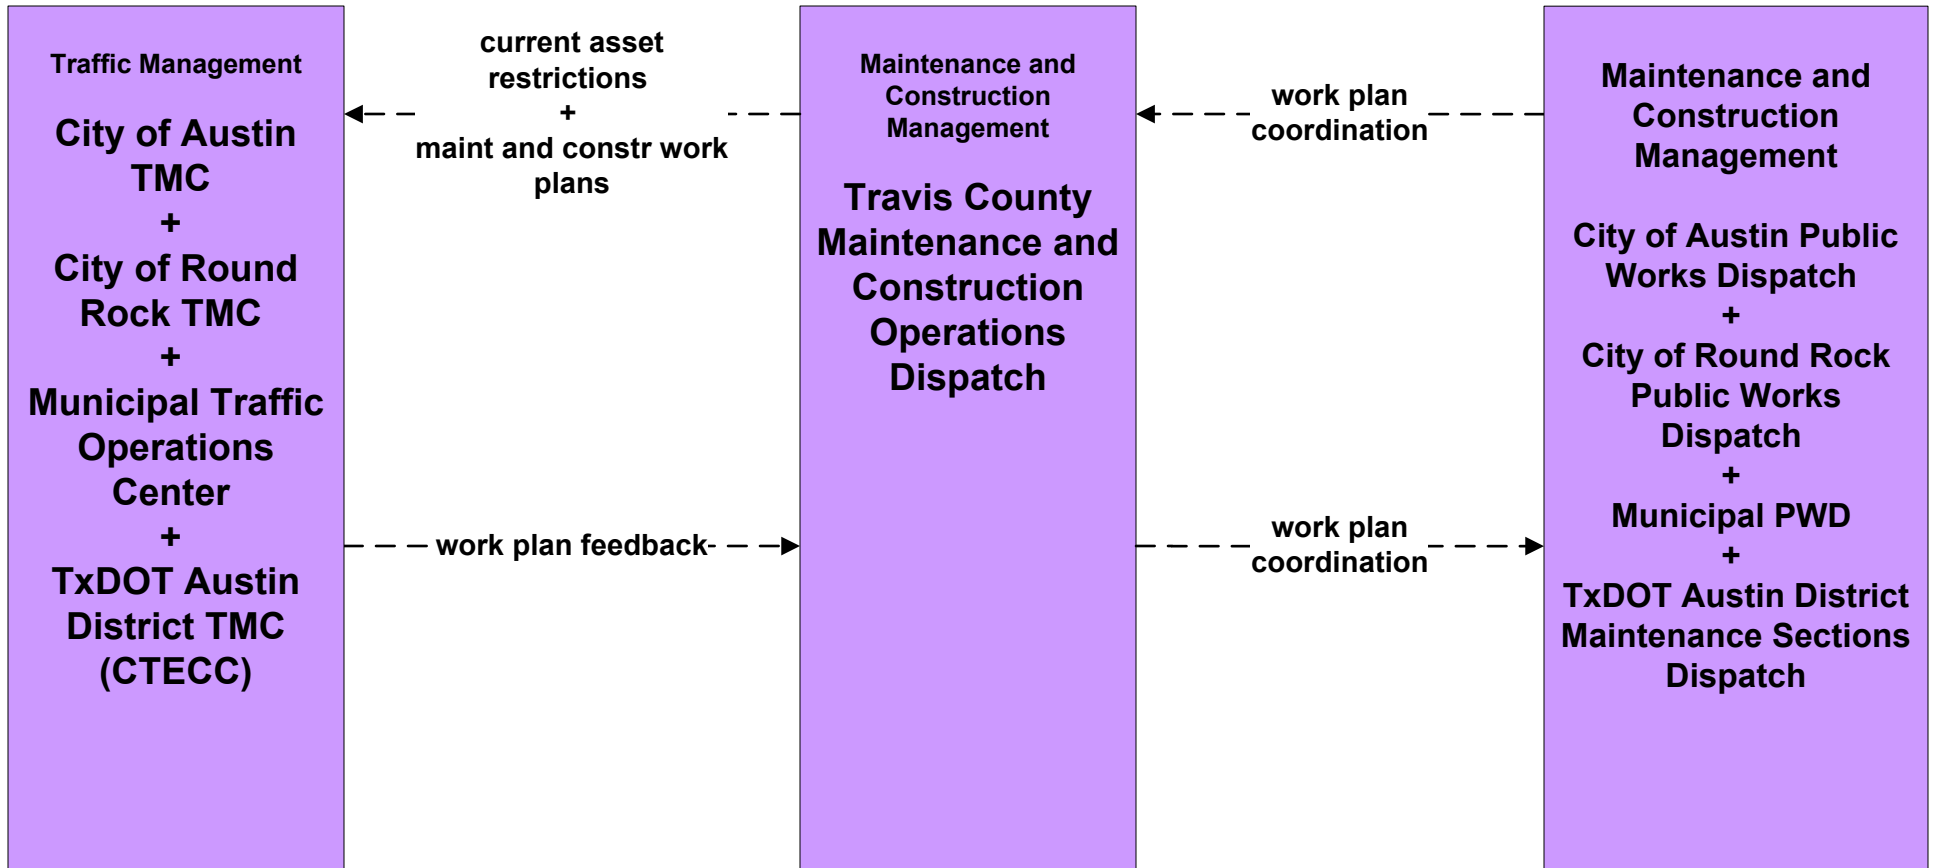 Traffic Management
City of Austin
TMC
+
City of Round
Rock TMC
+
Municipal Traffic
Operations
Center
+
TxDOT Austin
District TMC
(CTECC)
current asset
restrictions
+
maint and constr work
plans
work plan feedback
Maintenance and
Construction
Management
Travis County
Maintenance and
Construction
Operations
Dispatch
work plan
coordination
work plan
coordination
Maintenance and
Construction
Management
City of Austin Public
Works Dispatch
+
City of Round Rock
Public Works
Dispatch
+
Municipal PWD
+
TxDOT Austin District
Maintenance Sections
Dispatch